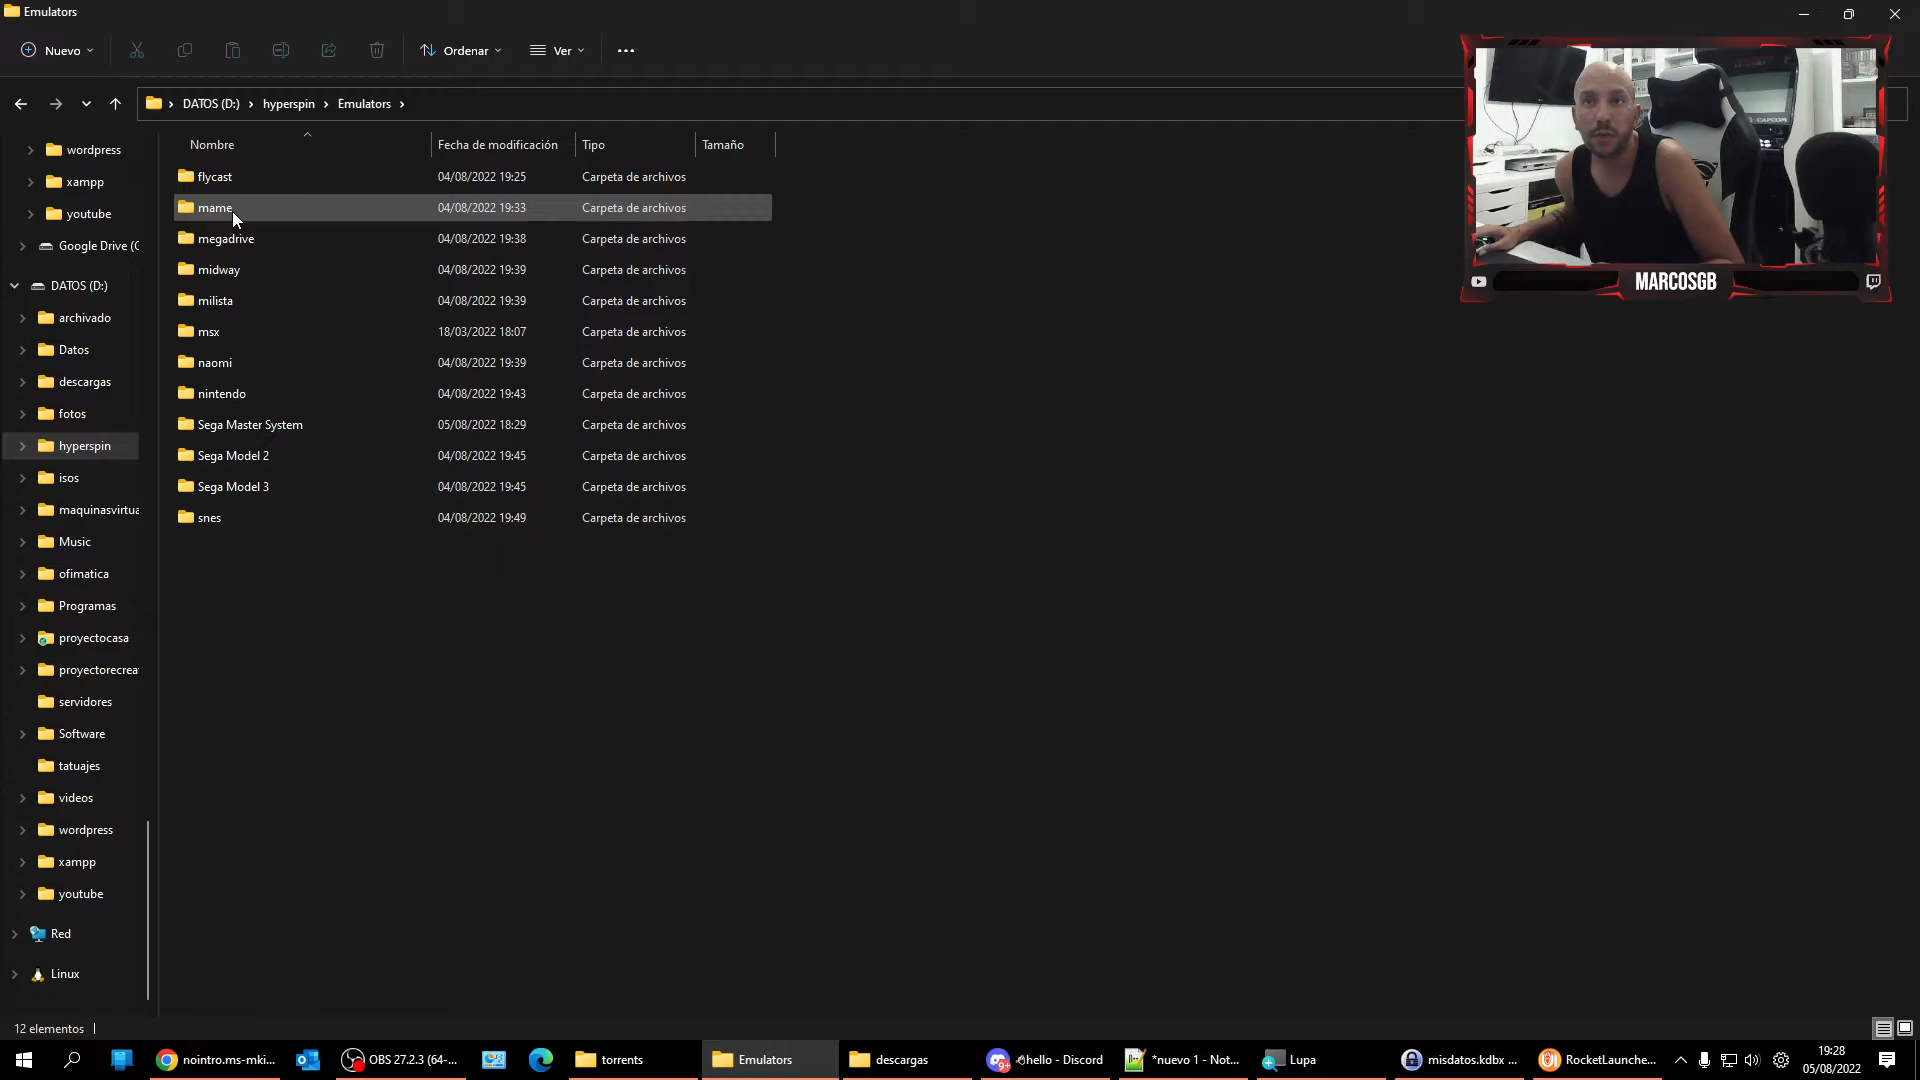 Emulators
Nuevo
Ordenar
Ver
DATOS (D:) > hyperspin > Emulators >
Nombre
Fecha de modificación
Tipo
Tamaño
flycast 04/08/2022 19:25 Carpeta de archivos
mame 04/08/2022 19:33 Carpeta de archivos
megadrive 04/08/2022 19:38 Carpeta de archivos
midway 04/08/2022 19:39 Carpeta de archivos
milista 04/08/2022 19:39 Carpeta de archivos
msx 18/03/2022 18:07 Carpeta de archivos
naomi 04/08/2022 19:39 Carpeta de archivos
nintendo 04/08/2022 19:43 Carpeta de archivos
Sega Master System 05/08/2022 18:29 Carpeta de archivos
Sega Model 2 04/08/2022 19:45 Carpeta de archivos
Sega Model 3 04/08/2022 19:45 Carpeta de archivos
snes 04/08/2022 19:49 Carpeta de archivos
wordpress
xampp
youtube
Google Drive (G
DATOS (D:)
archivado
Datos
descargas
fotos
hyperspin
isos
maquinasvirtua
Music
ofimatica
Programas
proyectocasa
proyectorecrea
servidores
Software
tatuajes
videos
wordpress
xampp
youtube
Red
Linux
CAPCOM
MARCOSGB
12 elementos
nointro.ms-mki...
OBS 27.2.3 (64-...
torrents
Emulators
descargas
9+
hello - Discord
*nuevo 1 - Not...
Lupa
misdatos.kdbx ...
RocketLaunche...
19:28
05/08/2022